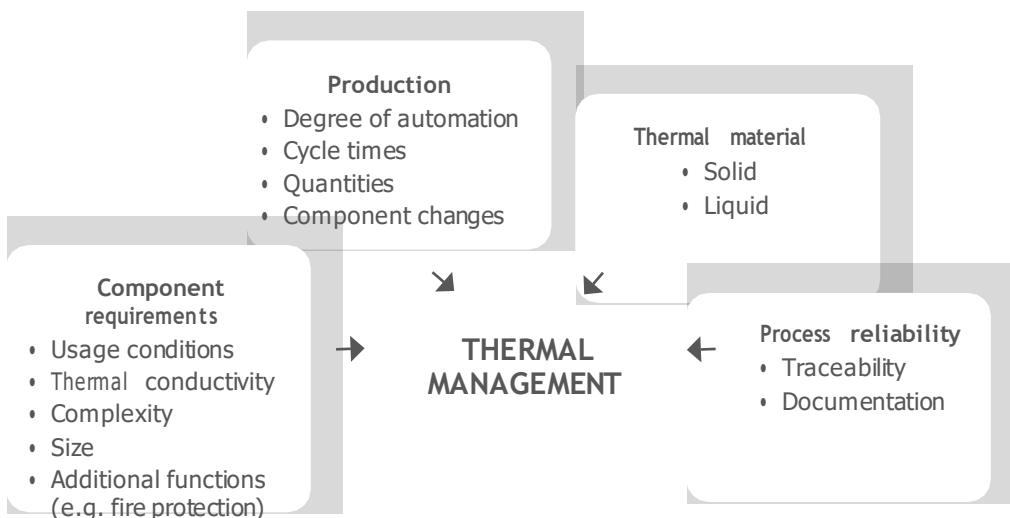 Production
• Degree of automation
• Cycle times
• Quantities
• Component changes
Thermal material
• Solid
• Liquid
Component
requirements
• Usage conditions
• Thermal conductivity
• Complexity
• Size
• Additional functions
(e.g. fire protection)
THERMAL
MANAGEMENT
Process reliability
• Traceability
• Documentation